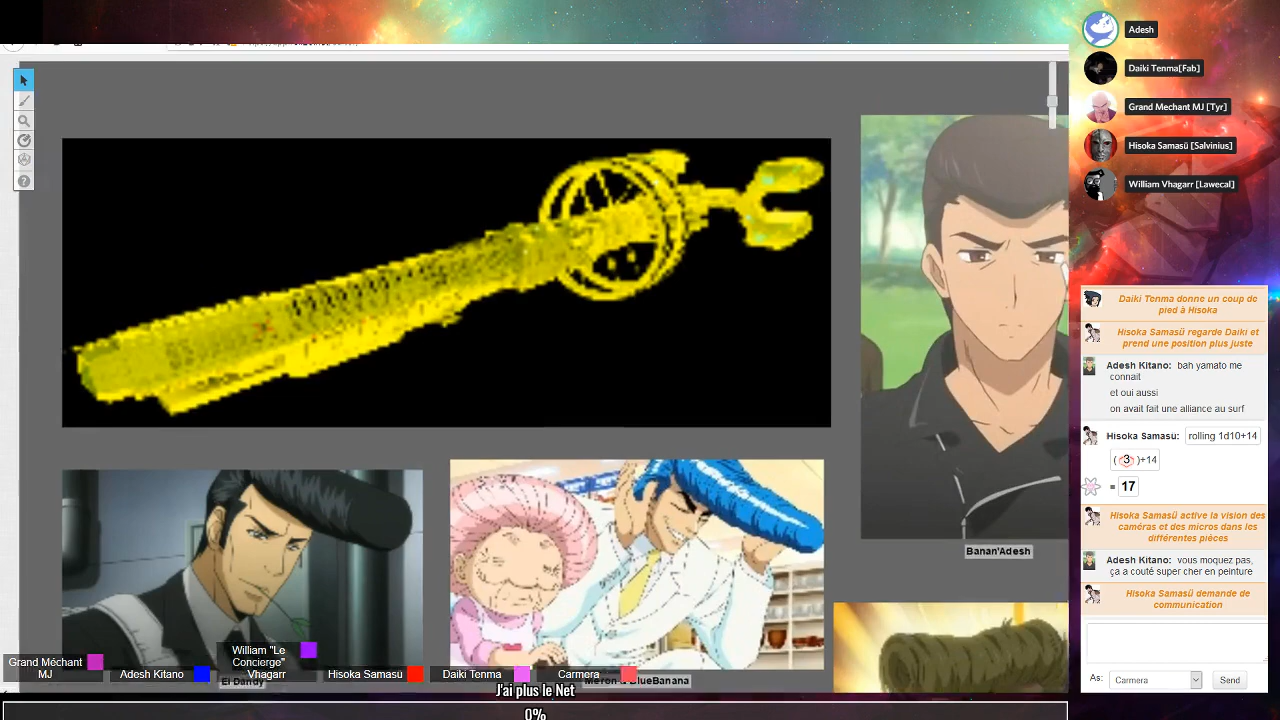 Adesh
Daiki Tenma[Fab]
Grand Mechant MJ [Tyr]
Hisoka Samasü [Salvinius]
William Vhagarr [Lawecal]
Daiki Tenma donne un coup de
pied à Hisoka
Hisoka Samasü regarde Daiki et
prend une position plus juste
Adesh Kitano: bah yamato me
connait
et oui aussi
on avait fait une alliance au surf
Hisoka Samasu: rolling 1d10+14
(3)+14
= 17
Hisoka Samasü active la vision des
caméras et des micros dans les
différentes pièces
Adesh Kitano: vous moquez pas,
ça a couté super cher en peinture
Hisoka Samasü demande de
communication
As: Carmera
Send
Banan'Adesh
Grand Méchant
MJ
Adesh Kitano
William "Le
Concierge"
Vhagarr
Hisoka Samasu
Daiki Tenma
Carmera
El Dandy
BlueBanana
J'ai plus le Net
0%